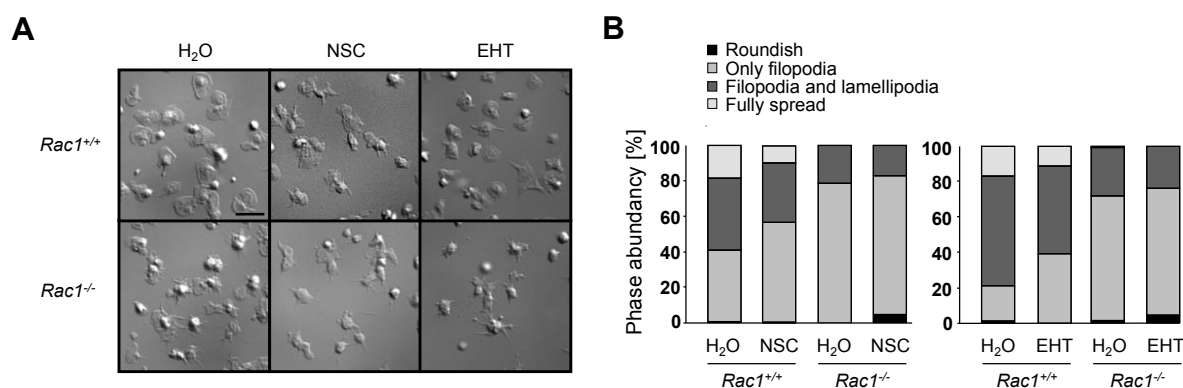 A
H₂O NSC EHT
Rac1+/+
Rac1-/-
B
Roundish
Only filopodia
Filopodia and lamellipodia
Fully spread
Phase abundancy [%]
100 100
80 80
60 60
40 40
20 20
0 0
H₂O NSC H₂O NSC H₂O EHT H₂O EHT
Rac1+/+ Rac1-/- Rac1+/+ Rac1-/-